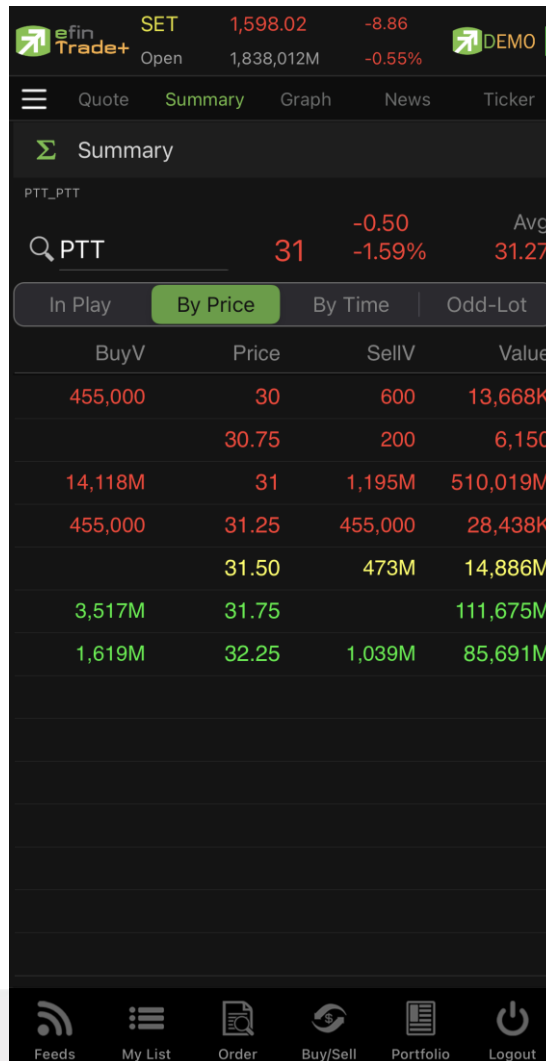 efin Trade+ SET 1,598.02 -8.86 DEMO
Open 1,838,012M -0.55%
Quote Summary Graph News Ticker
Σ Summary
PTT_PTT
PTT 31 -0.50 Avg
-1.59% 31.27
In Play By Price By Time Odd-Lot
BuyV Price SellV Value
455,000 30 600 13,668K
30.75 200 6,150
14,118M 31 1,195M 510,019M
455,000 31.25 455,000 28,438K
31.50 473M 14,886M
3,517M 31.75 111,675M
1,619M 32.25 1,039M 85,691M
Feeds My List Order Buy/Sell Portfolio Logout